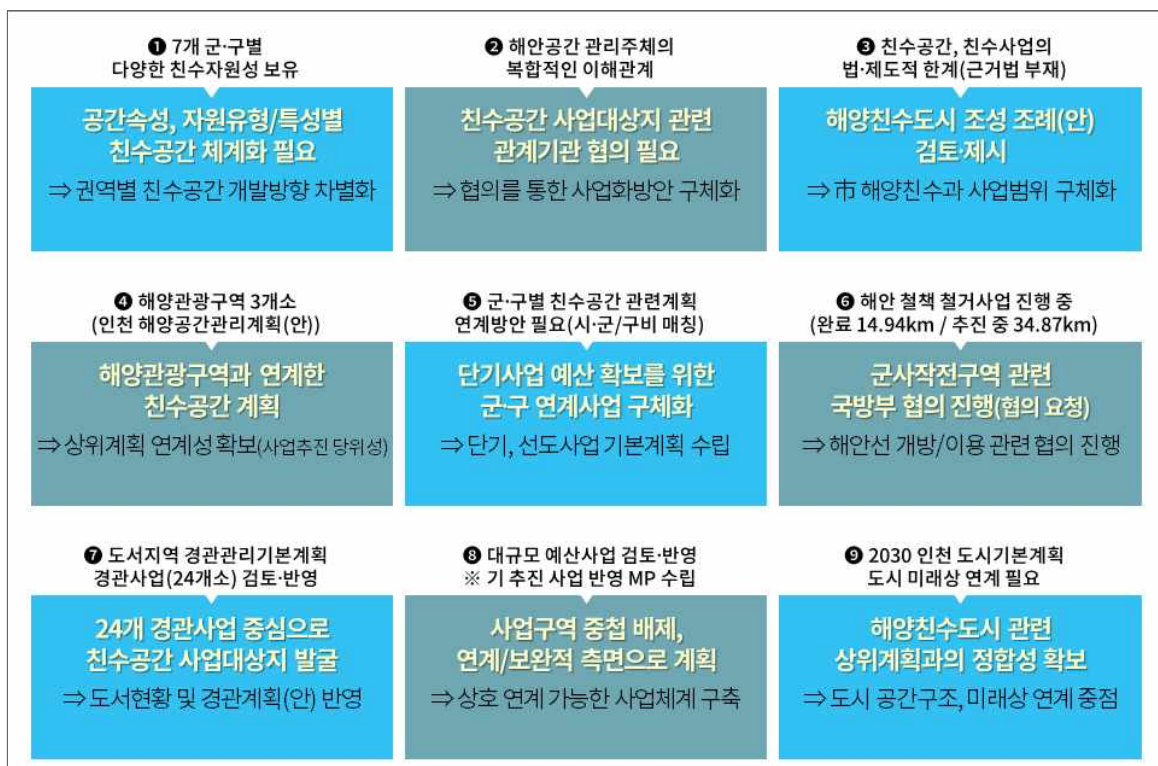 ❶ 7개 군·구별
다양한 친수자원성 보유
공간속성, 자원유형/특성별
친수공간 체계화 필요
⇒ 권역별 친수공간 개발방향 차별화
❷ 해안공간 관리주체의
복합적인 이해관계
친수공간 사업대상지 관련
관계기관 협의 필요
⇒ 협의를 통한 사업화방안 구체화
❸ 친수공간, 친수사업의
법·제도적 한계(근거법 부재)
해양친수도시 조성 조례(안)
검토·제시
⇒ 市 해양친수과 사업범위 구체화
❹ 해양관광구역 3개소
(인천 해양공간관리계획(안))
해양관광구역과 연계한
친수공간 계획
⇒ 상위계획 연계성 확보(사업추진 당위성)
❺ 군·구별 친수공간 관련계획
연계방안 필요(시·군/구비 매칭)
단기사업 예산 확보를 위한
군·구 연계사업 구체화
⇒ 단기, 선도사업 기본계획 수립
❻ 해안 철책 철거사업 진행 중
(완료 14.94km / 추진 중 34.87km)
군사작전구역 관련
국방부 협의 진행(협의 요청)
⇒ 해안선 개방/이용 관련 협의 진행
❼ 도서지역 경관관리기본계획
경관사업(24개소) 검토·반영
24개 경관사업 중심으로
친수공간 사업대상지 발굴
⇒ 도서현황 및 경관계획(안) 반영
❽ 대규모 예산사업 검토·반영
※ 기 추진 사업 반영 MP 수립
사업구역 중첩 배제,
연계/보완적 측면으로 계획
⇒ 상호 연계 가능한 사업체계 구축
❾ 2030 인천 도시기본계획
도시 미래상 연계 필요
해양친수도시 관련
상위계획과의 정합성 확보
⇒ 도시 공간구조, 미래상 연계 중점